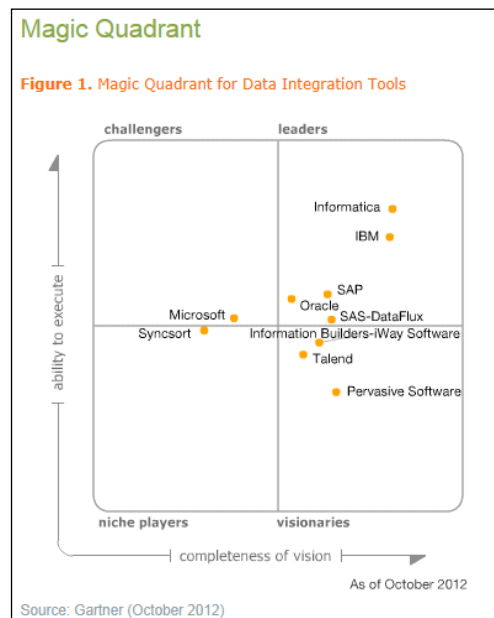 Magic Quadrant
Figure 1. Magic Quadrant for Data Integration Tools
challengers
leaders
Informatica
IBM
SAP
Oracle
SAS-DataFlux
Microsoft
Syncsort
Information Builders-iWay Software
Talend
Pervasive Software
ability to execute
niche players
visionaries
completeness of vision
As of October 2012
Source: Gartner (October 2012)